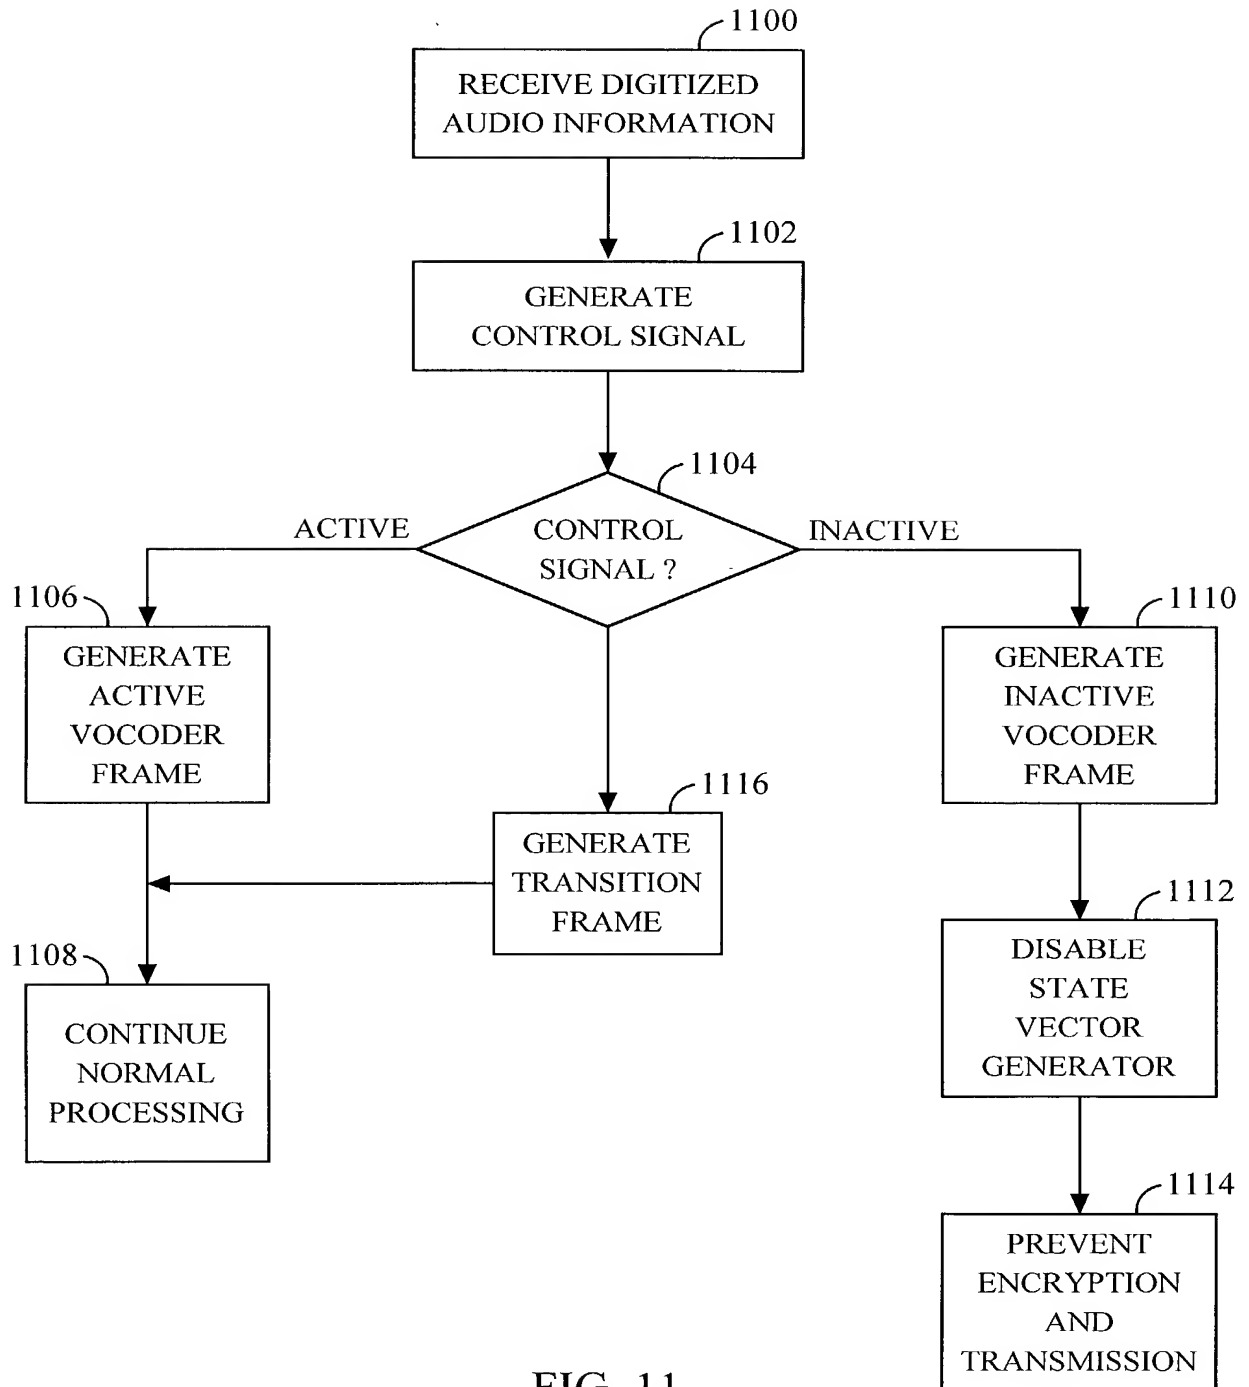 1100
RECEIVE DIGITIZED
AUDIO INFORMATION
1102
GENERATE
CONTROL SIGNAL
1104
ACTIVE
CONTROL
SIGNAL ?
INACTIVE
1106
GENERATE
ACTIVE
VOCODER
FRAME
1110
GENERATE
INACTIVE
VOCODER
FRAME
1116
GENERATE
TRANSITION
FRAME
1108
CONTINUE
NORMAL
PROCESSING
1112
DISABLE
STATE
VECTOR
GENERATOR
1114
PREVENT
ENCRYPTION
AND
TRANSMISSION
FIG. 11